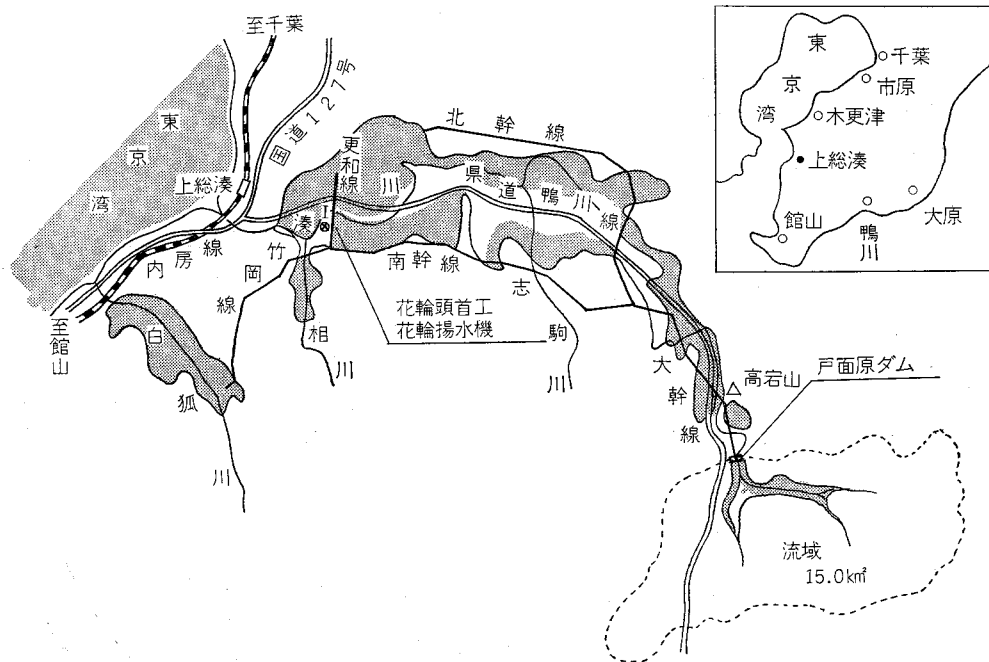 至千葉
国道127号
東京湾
上総湊
内房線
至館山
更和線
北幹線
湊川
県道鴨川線
竹岡線
南幹線
志駒川
相川
白狐川
花輪頭首工
花輪揚水機
大幹線
高岩山
戸面原ダム
流域
15.0km²
東京湾
千葉
市原
木更津
上総湊
館山
鴨川
大原